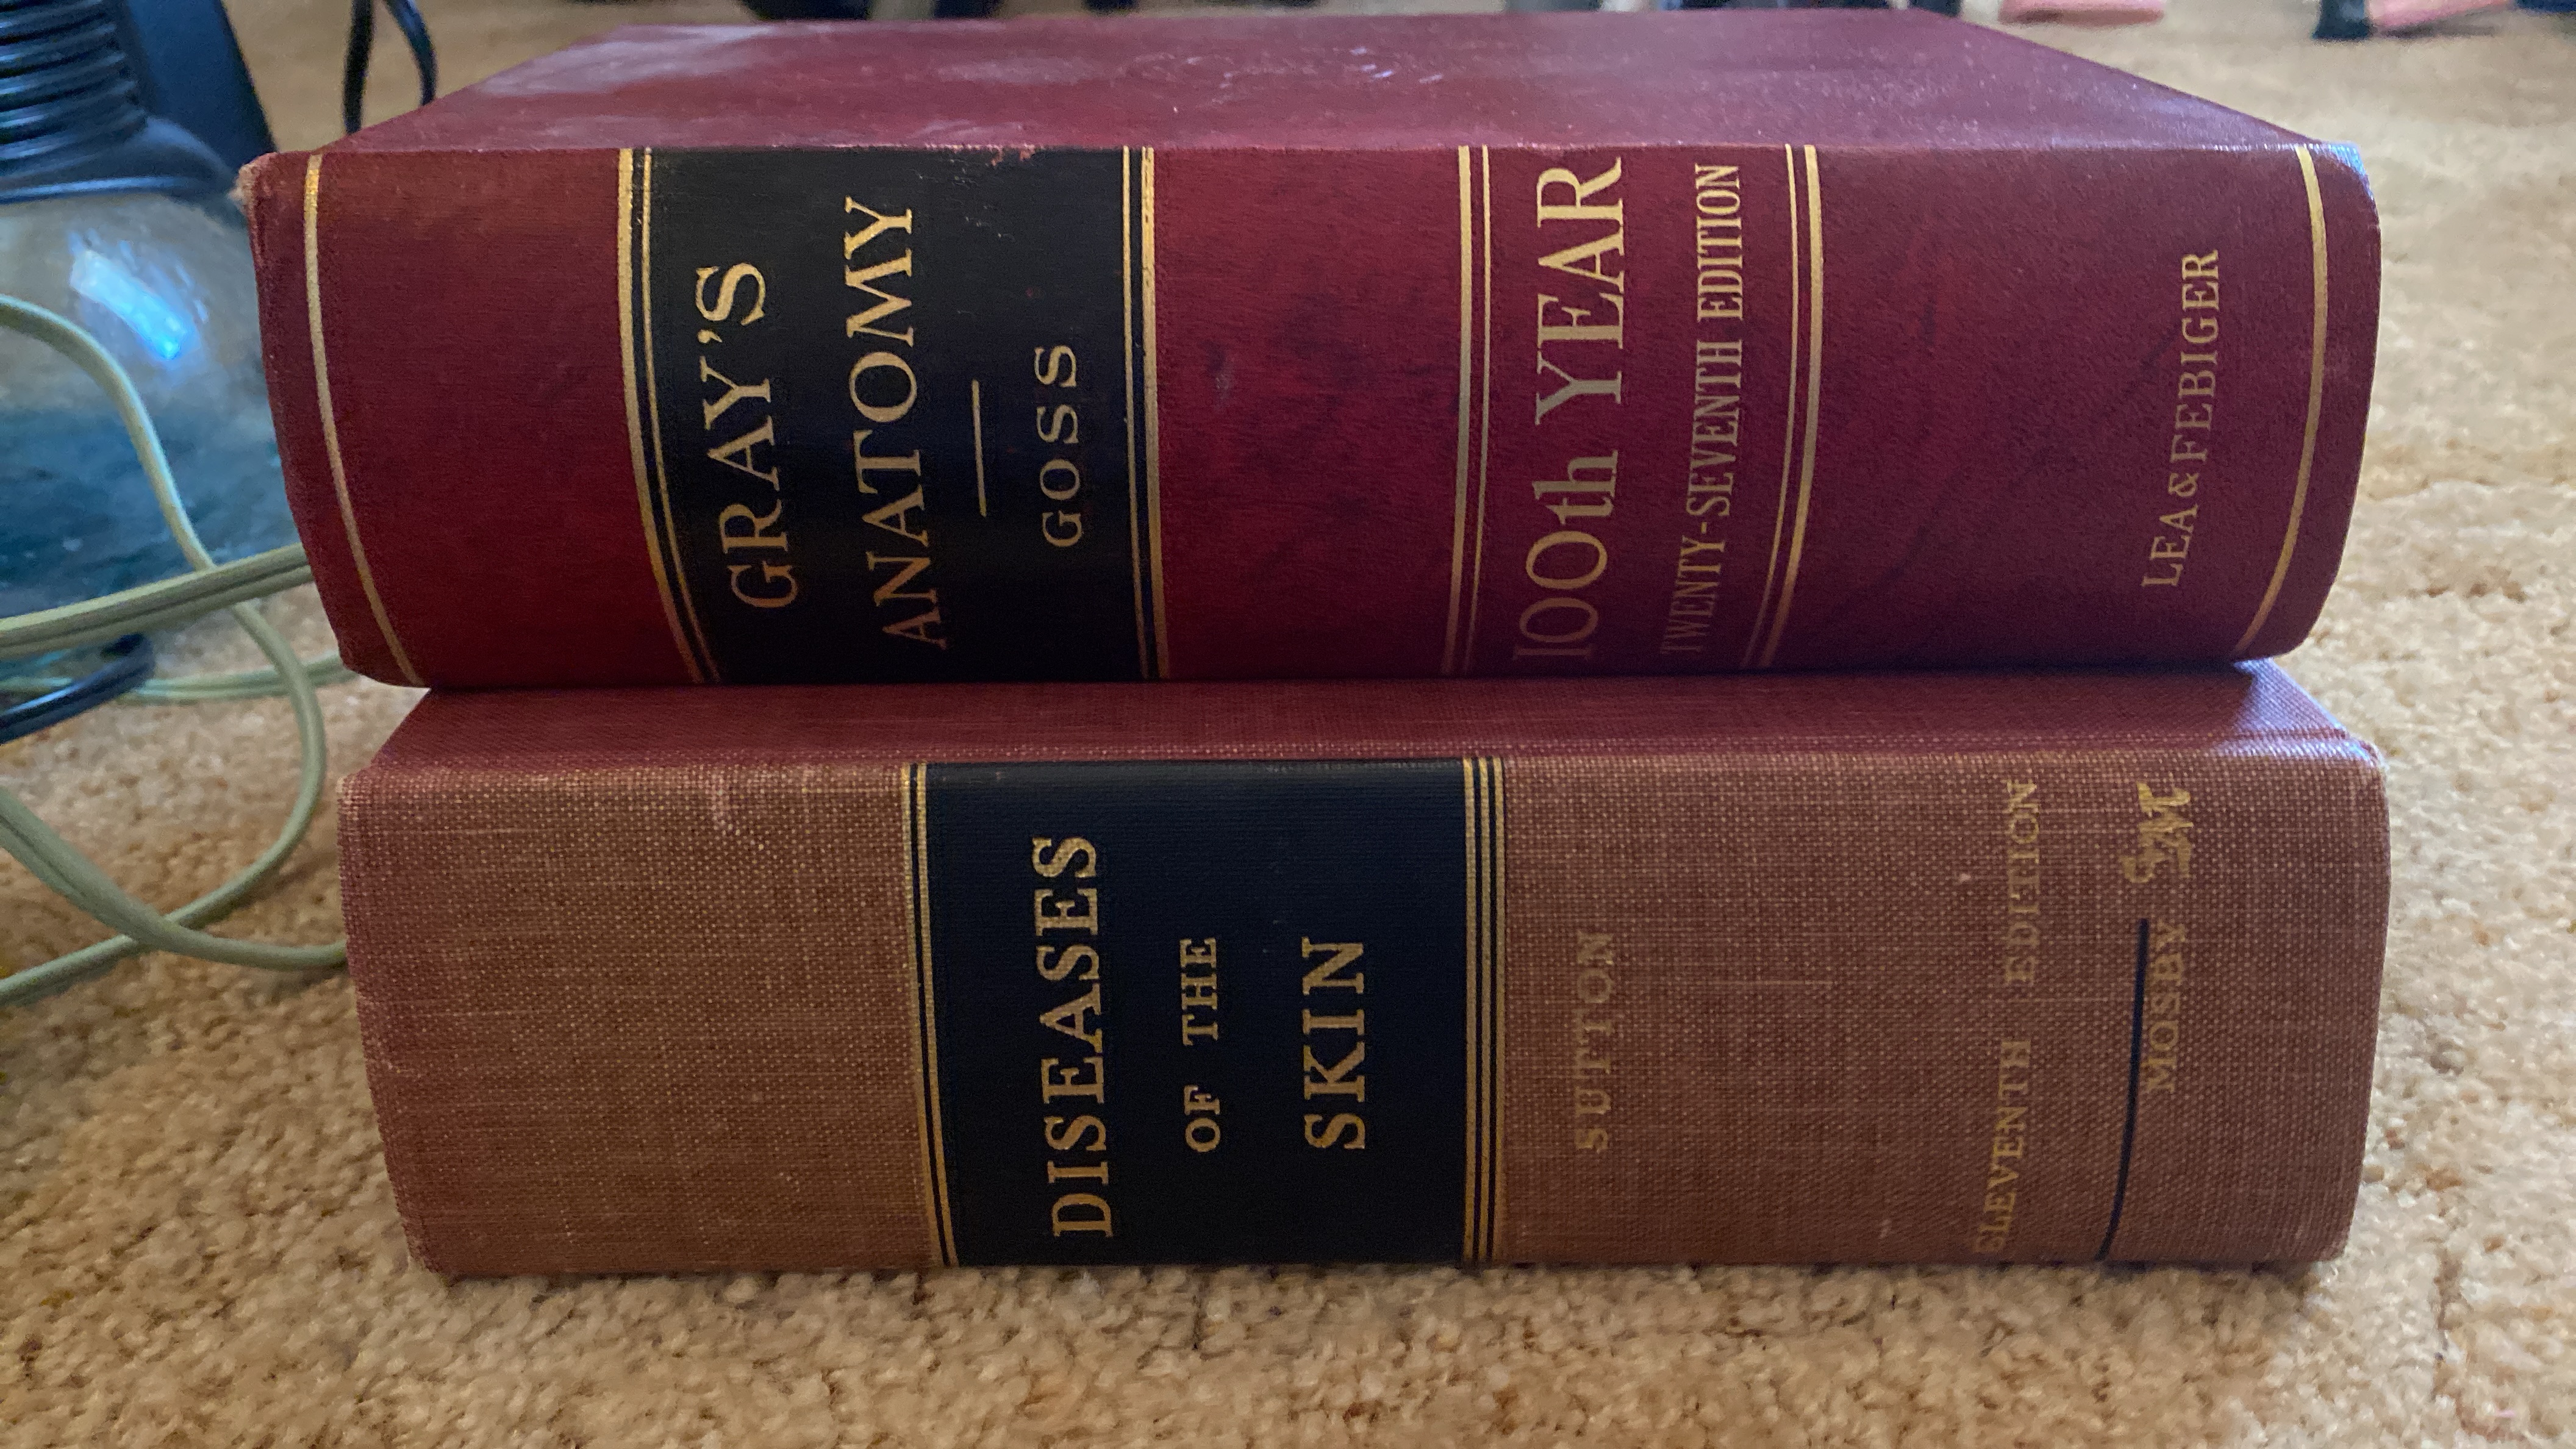 GRAY'S
ANATOMY
GOSS
100th YEAR
TWENTY-SEVENTH EDITION
LEA & FEBIGER
DISEASES
OF THE
SKIN
SUTTON
ELEVENTH EDITION
MOSBY